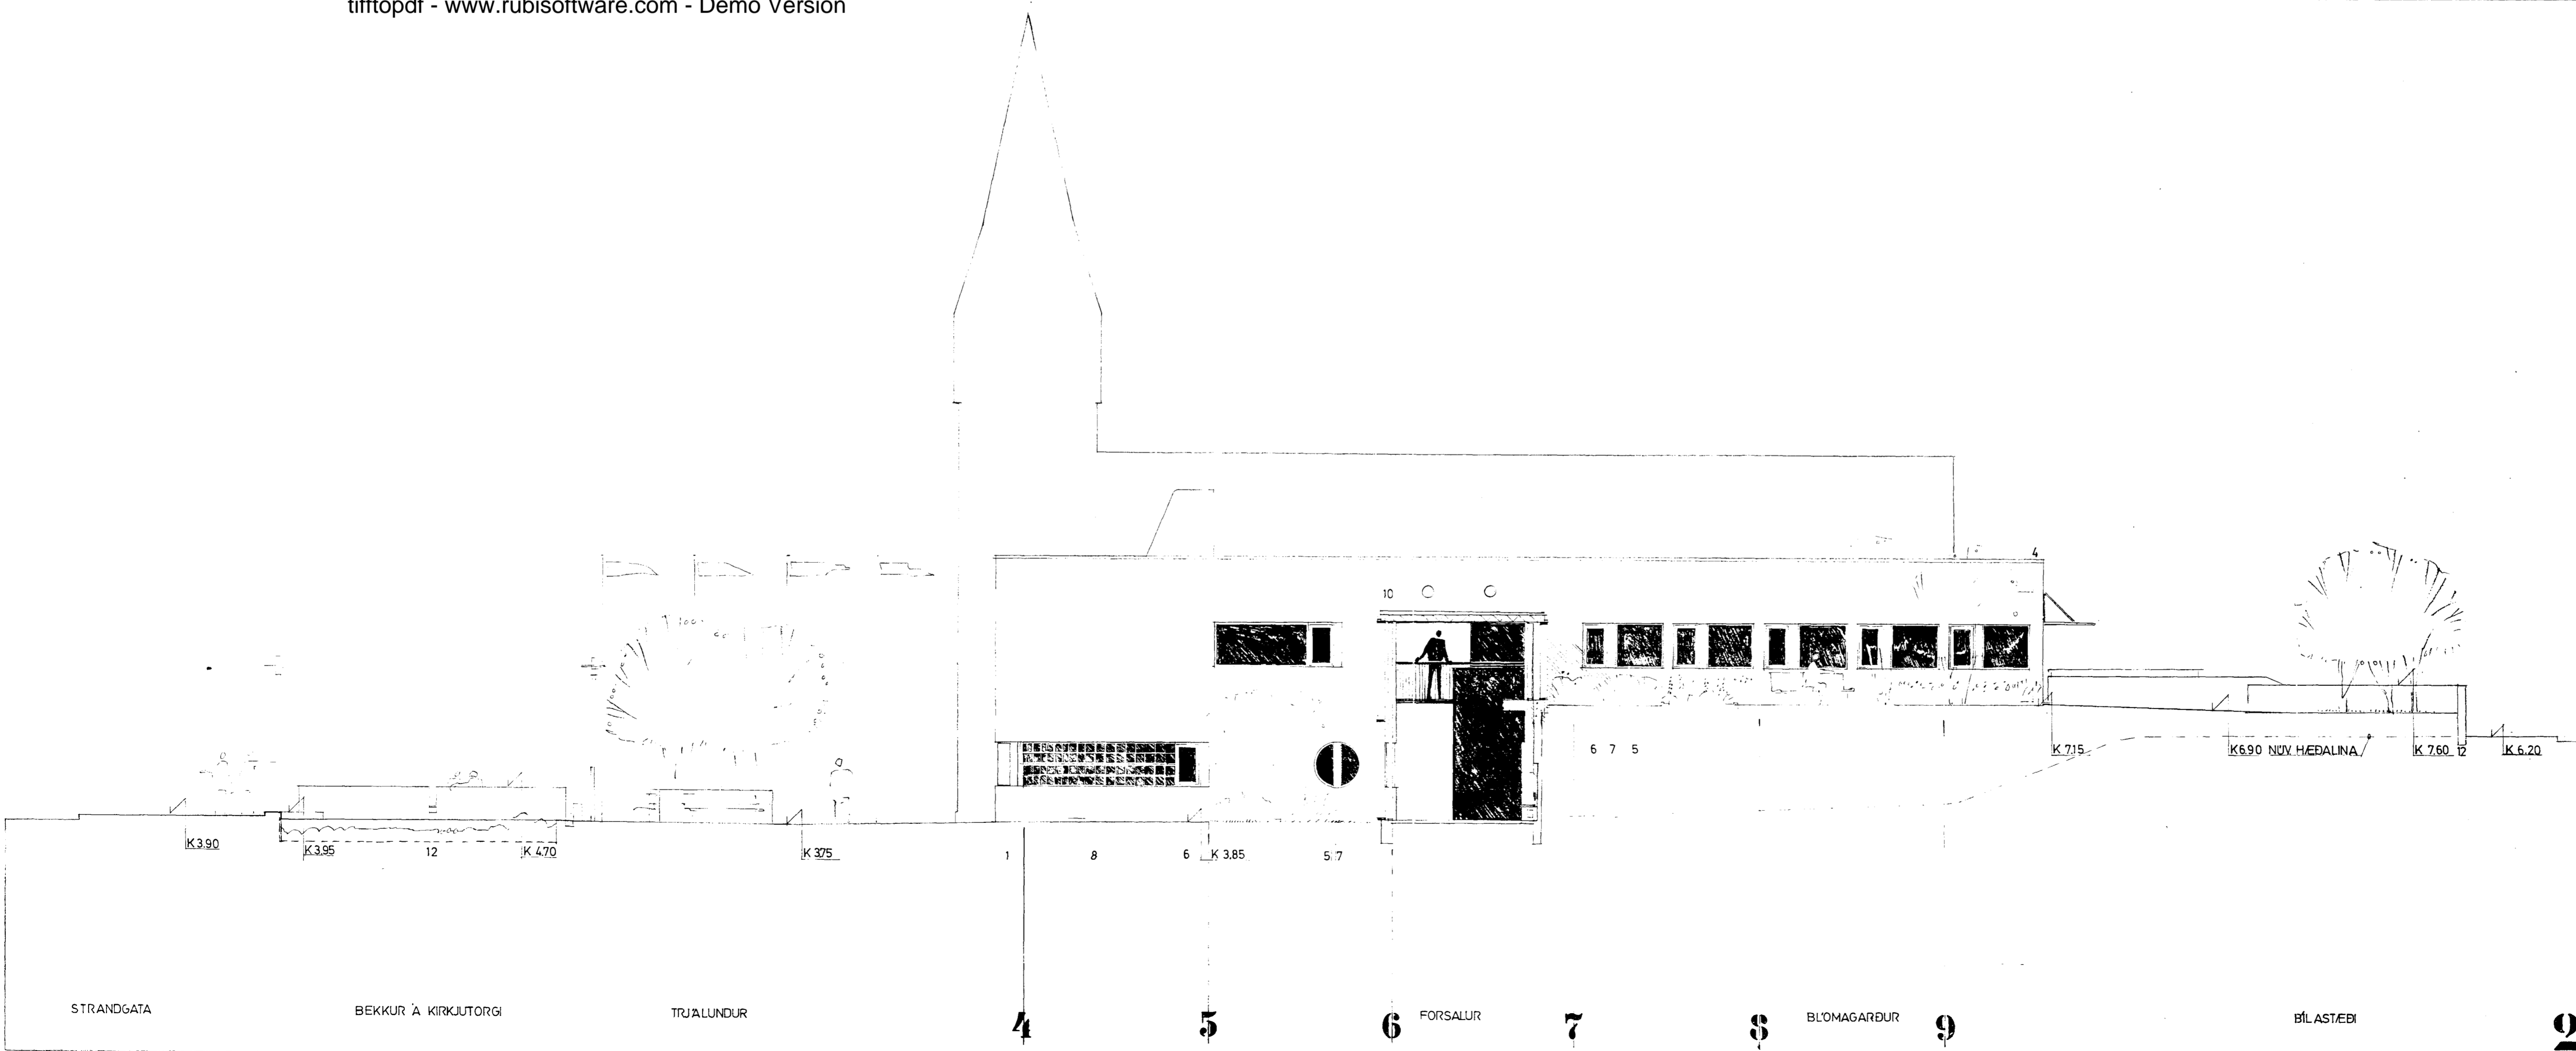 tifftopdf - www.rubisoftware.com - Demo Version
4
10
6 7 5
K 7.15
K 6.90 NÚV. HÆÐALINA
K 7.60 12
K 6.20
K 3.90
K 3.95
12
K 4.70
K 3.75
1
8
6
K 3.85
5 7
STRANDGATA
BEKKUR Á KIRKJUTORGI
TRJÁLUNDUR
4
5
6
FORSALUR
7
8
BLÓMAGARÐUR
9
BÍLASTÆÐI
2